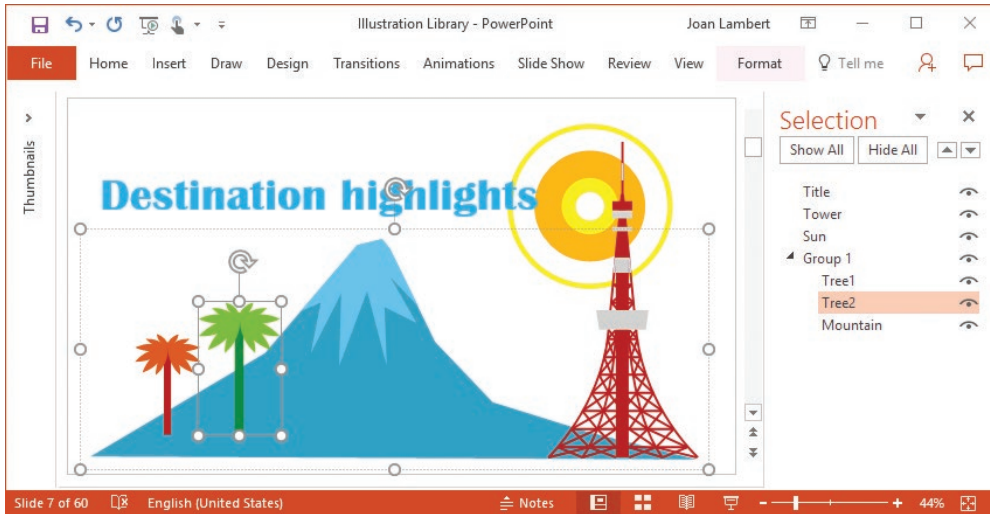 Illustration Library - PowerPoint Joan Lambert
File Home Insert Draw Design Transitions Animations Slide Show Review View Format Tell me
Thumbnails
Destination highlights
Selection
Show All Hide All
Title
Tower
Sun
Group 1
Tree1
Tree2
Mountain
Slide 7 of 60 English (United States) Notes 44%